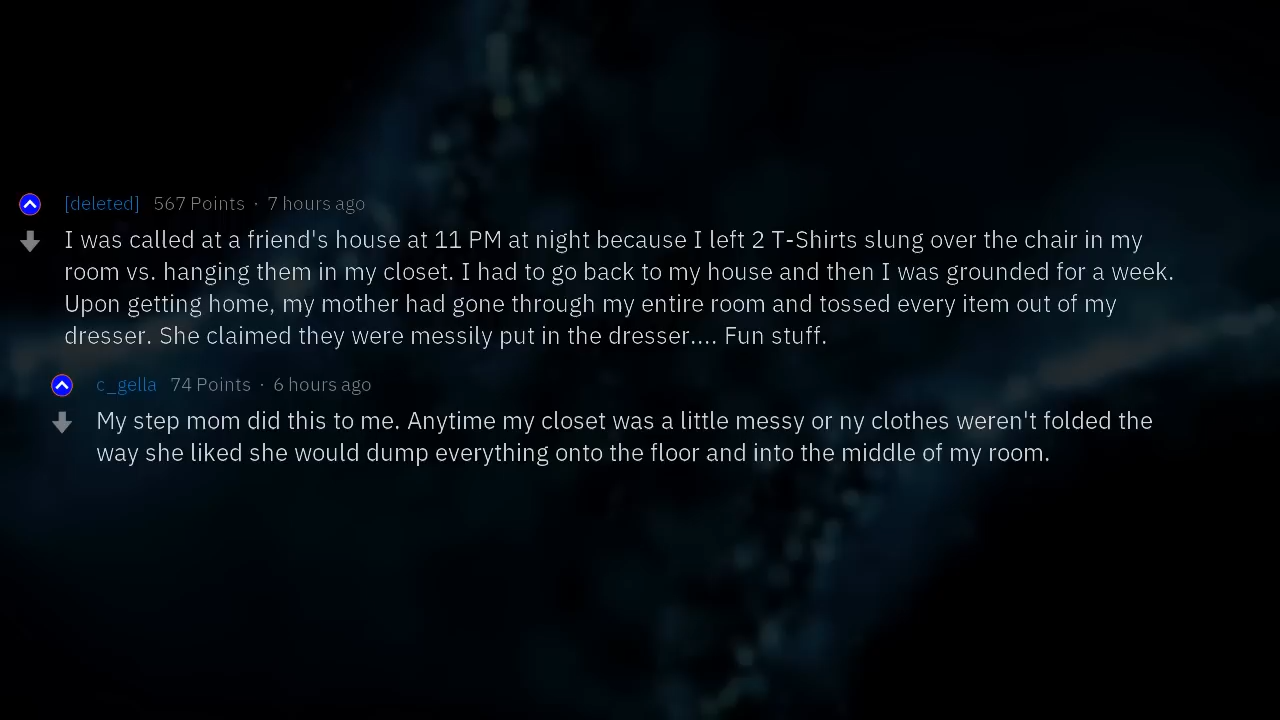 [deleted] 567 Points · 7 hours ago
I was called at a friend's house at 11 PM at night because I left 2 T-Shirts slung over the chair in my
room vs. hanging them in my closet. I had to go back to my house and then I was grounded for a week.
Upon getting home, my mother had gone through my entire room and tossed every item out of my
dresser. She claimed they were messily put in the dresser.... Fun stuff.
c_gella 74 Points · 6 hours ago
My step mom did this to me. Anytime my closet was a little messy or ny clothes weren't folded the
way she liked she would dump everything onto the floor and into the middle of my room.